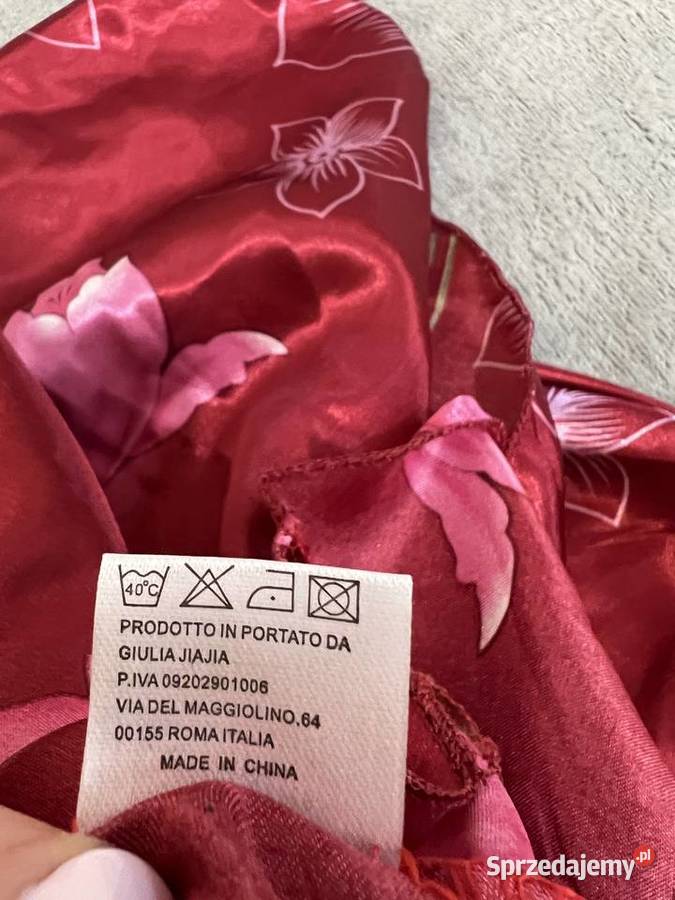 40°C
PRODOTTO IN PORTATO DA
GIULIA JIAJIA
P.IVA 09202901006
VIA DEL MAGGIOLINO.64
00155 ROMA ITALIA
MADE IN CHINA
Sprzedajemy.pl